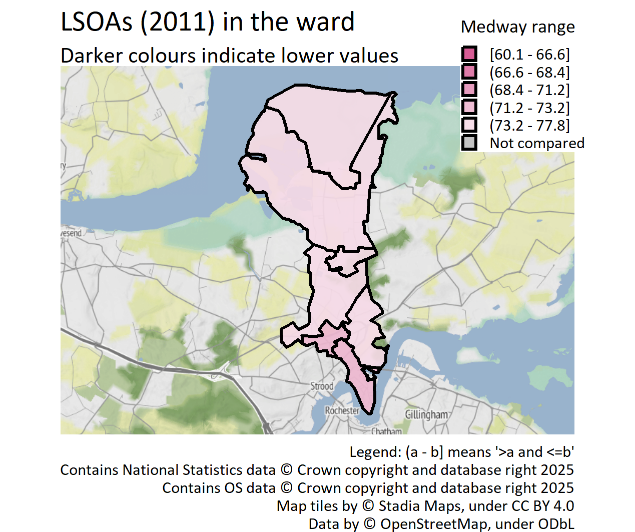 LSOAs (2011) in the ward
Darker colours indicate lower values
Medway range
[60.1 - 66.6]
(66.6 - 68.4]
(68.4 - 71.2]
(71.2 - 73.2]
(73.2 - 77.8]
Not compared
ry
vesend
Strood
Rochester
Gillingham
Chatham
Legend: (a - b] means '>a and <=b'
Contains National Statistics data © Crown copyright and database right 2025
Contains OS data © Crown copyright and database right 2025
Map tiles by © Stadia Maps, under CC BY 4.0
Data by © OpenStreetMap, under ODbL